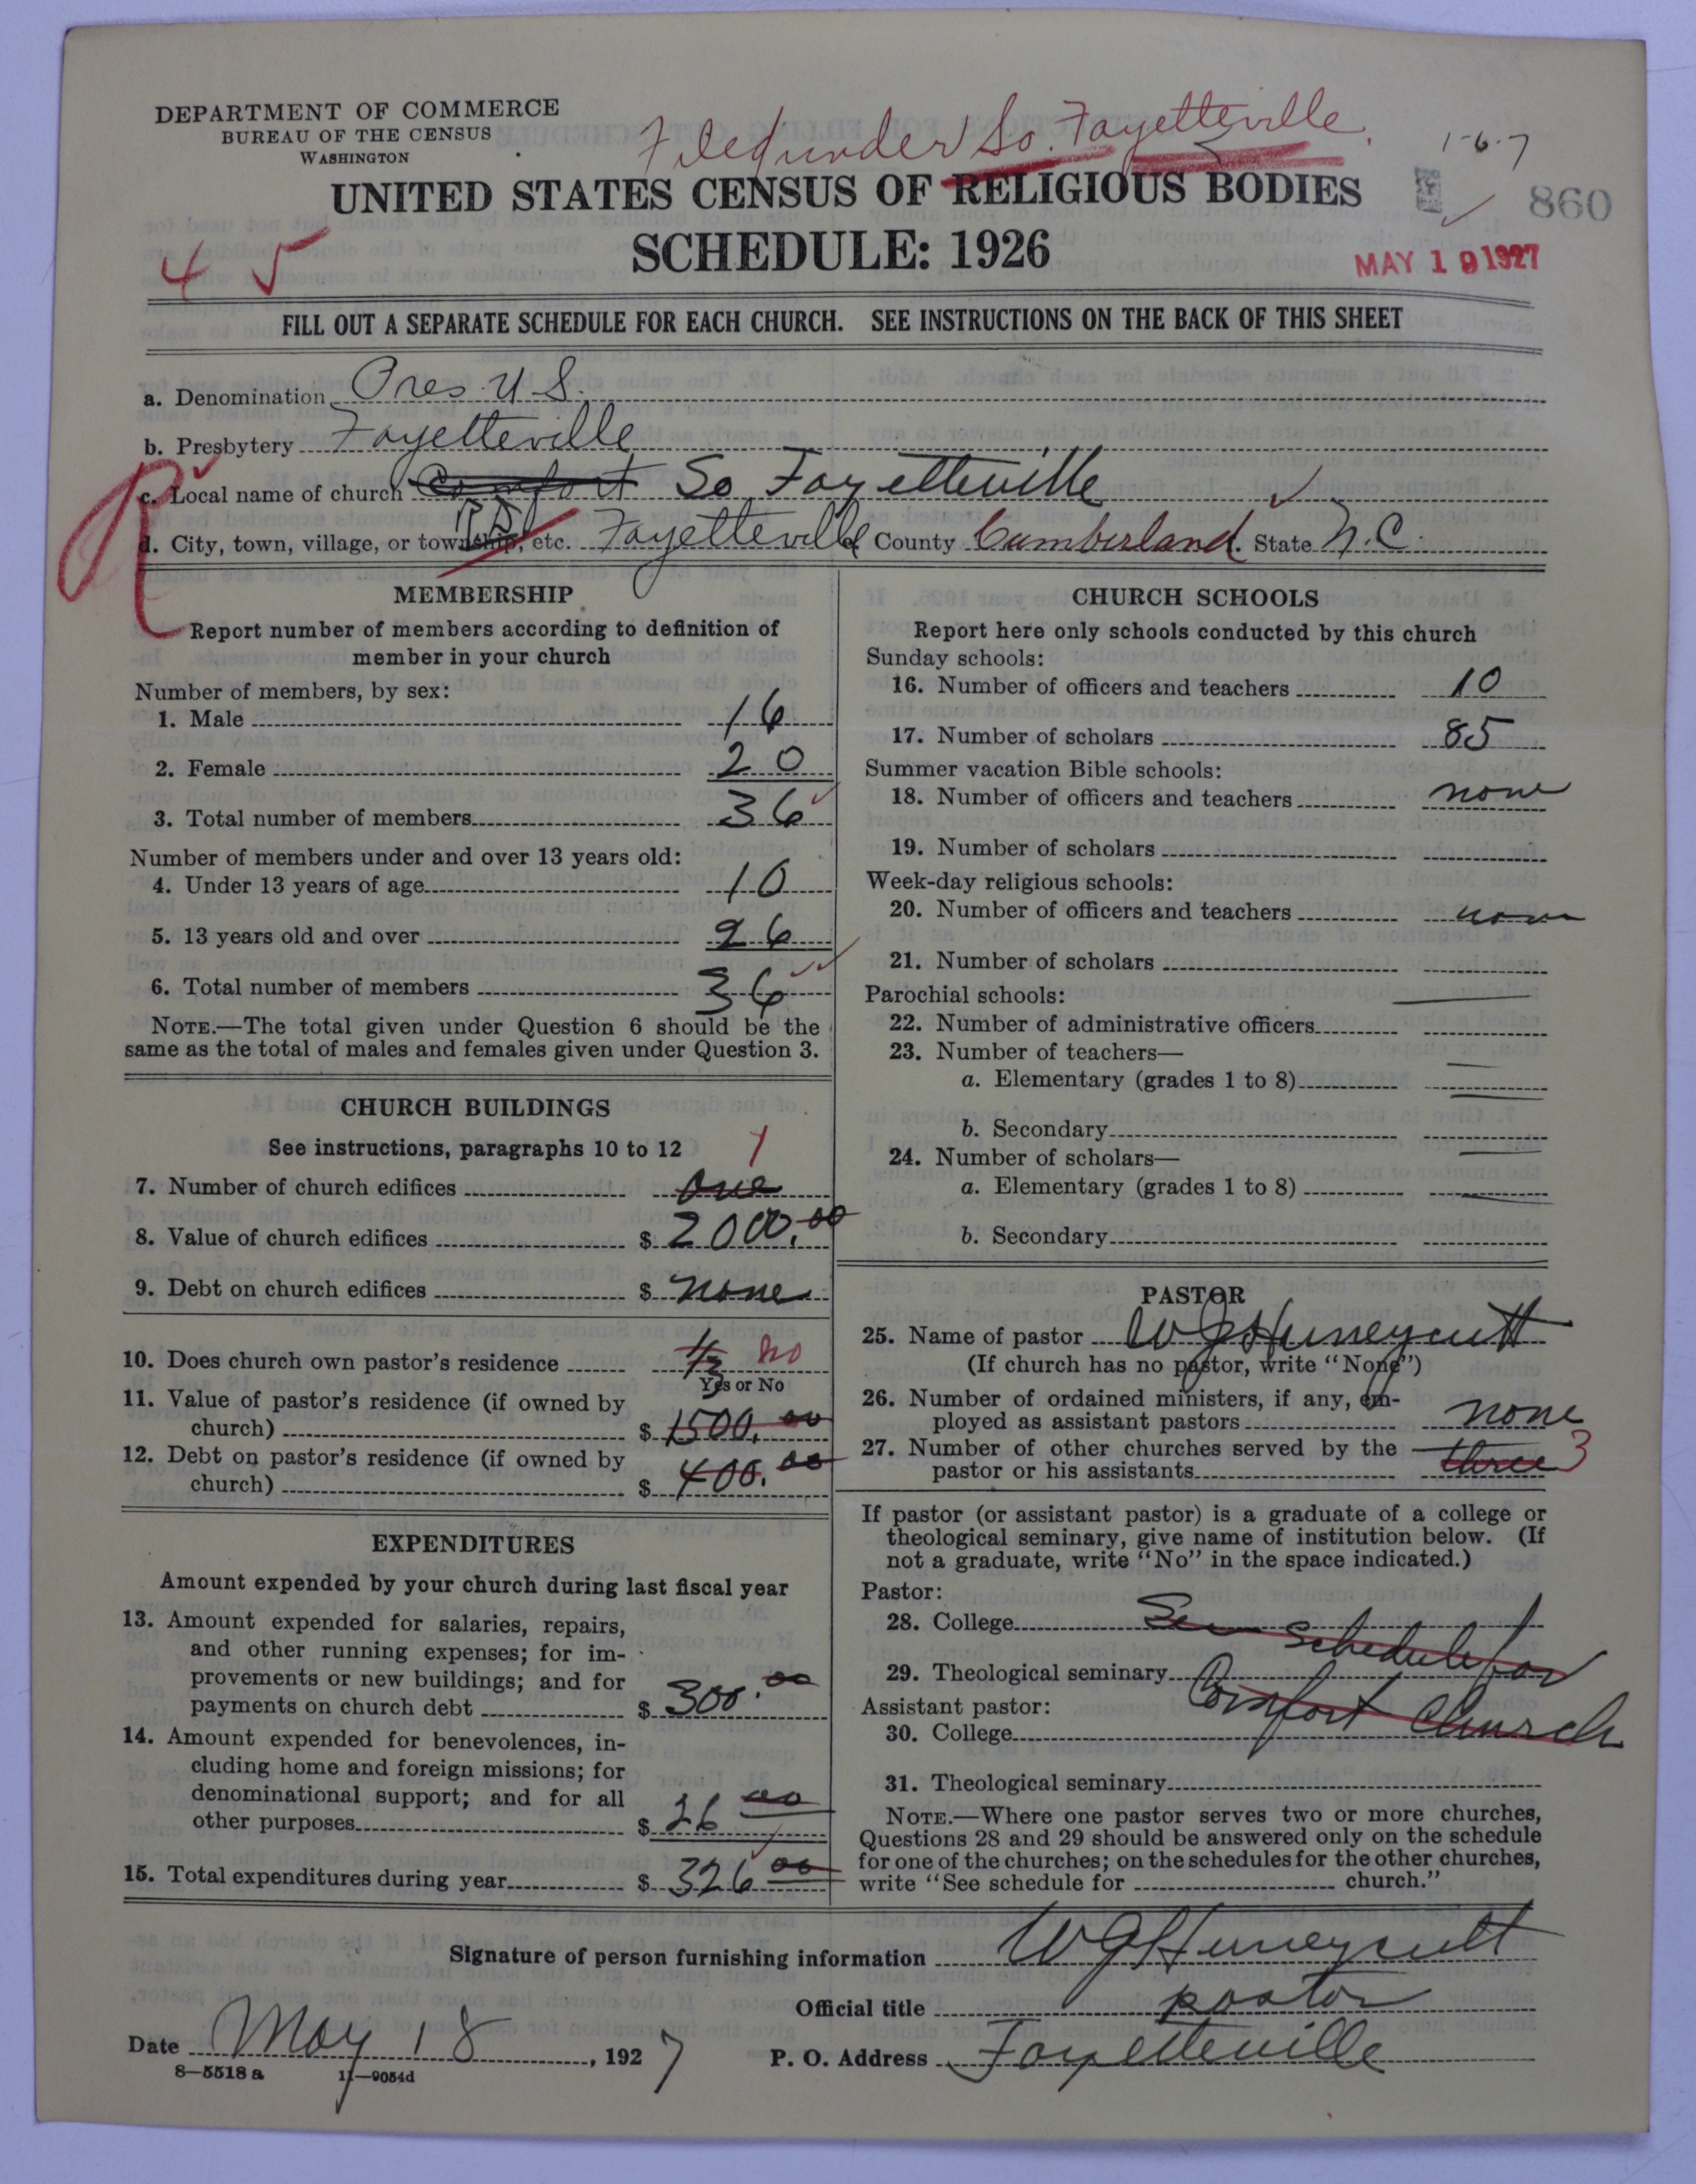 DEPARTMENT OF COMMERCE
BUREAU OF THE CENSUS
WASHINGTON
Filed under So. Fayetteville.
1-6-7
UNITED STATES CENSUS OF RELIGIOUS BODIES
860
SCHEDULE: 1926
MAY 19 1927
4 5
FILL OUT A SEPARATE SCHEDULE FOR EACH CHURCH. SEE INSTRUCTIONS ON THE BACK OF THIS SHEET
a. Denomination Pres. U.S.
b. Presbytery Fayetteville
R
c. Local name of church Comfort So Fayetteville
d. City, town, village, or township, etc. Fayetteville County Cumberland. State N.C.
MEMBERSHIP
Report number of members according to definition of
member in your church
Number of members, by sex:
1. Male 16
2. Female 20
3. Total number of members 36
Number of members under and over 13 years old:
4. Under 13 years of age 10
5. 13 years old and over 26
6. Total number of members 36
NOTE.—The total given under Question 6 should be the
same as the total of males and females given under Question 3.
CHURCH BUILDINGS
See instructions, paragraphs 10 to 12
1
7. Number of church edifices one
8. Value of church edifices $ 2000.00
9. Debt on church edifices $ none
10. Does church own pastor's residence 1/3 no
Yes or No
11. Value of pastor's residence (if owned by
church) $ 1500.00
12. Debt on pastor's residence (if owned by
church) $ 400.00
EXPENDITURES
Amount expended by your church during last fiscal year
13. Amount expended for salaries, repairs,
and other running expenses; for im-
provements or new buildings; and for
payments on church debt $ 300.00
14. Amount expended for benevolences, in-
cluding home and foreign missions; for
denominational support; and for all
other purposes $ 26 00
15. Total expenditures during year $ 326 00
CHURCH SCHOOLS
Report here only schools conducted by this church
Sunday schools:
16. Number of officers and teachers 10
17. Number of scholars 85
Summer vacation Bible schools:
18. Number of officers and teachers none
19. Number of scholars
Week-day religious schools:
20. Number of officers and teachers none
21. Number of scholars
Parochial schools:
22. Number of administrative officers
23. Number of teachers—
a. Elementary (grades 1 to 8)
b. Secondary
24. Number of scholars—
a. Elementary (grades 1 to 8)
b. Secondary
PASTOR
25. Name of pastor W G Huneycutt
(If church has no pastor, write "None")
26. Number of ordained ministers, if any, em-
ployed as assistant pastors none
27. Number of other churches served by the
pastor or his assistants three 3
If pastor (or assistant pastor) is a graduate of a college or
theological seminary, give name of institution below. (If
not a graduate, write "No" in the space indicated.)
Pastor:
28. College See schedule for
29. Theological seminary Comfort Church
Assistant pastor:
30. College
31. Theological seminary
NOTE.—Where one pastor serves two or more churches,
Questions 28 and 29 should be answered only on the schedule
for one of the churches; on the schedules for the other churches,
write "See schedule for church."
Signature of person furnishing information W G Huneycutt
Official title pastor
Date May 18, 1927
P. O. Address Fayetteville
8—5518 a 11—9054d